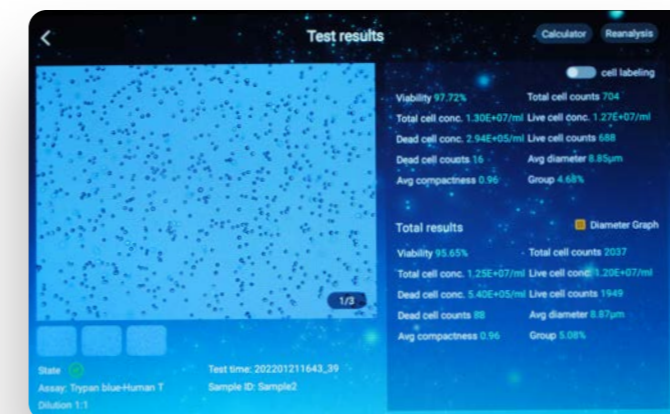 Test results
Calculator
Reanalysis
cell labeling
Viability 97.72% Total cell counts 704
Total cell conc. 1.30E+07/ml Live cell conc. 1.27E+07/ml
Dead cell conc. 2.94E+05/ml Live cell counts 688
Dead cell counts 16 Avg diameter 8.85μm
Avg compactness 0.96 Group 4.68%
Total results Diameter Graph
Viability 95.65% Total cell counts 2037
Total cell conc. 1.25E+07/ml Live cell conc. 1.20E+07/ml
Dead cell conc. 5.40E+05/ml Live cell counts 1949
Dead cell counts 88 Avg diameter 8.87μm
Avg compactness 0.96 Group 5.08%
1/3
State Test time: 202201211643_39
Assay: Trypan blue-Human T Sample ID: Sample2
Dilution 1:1